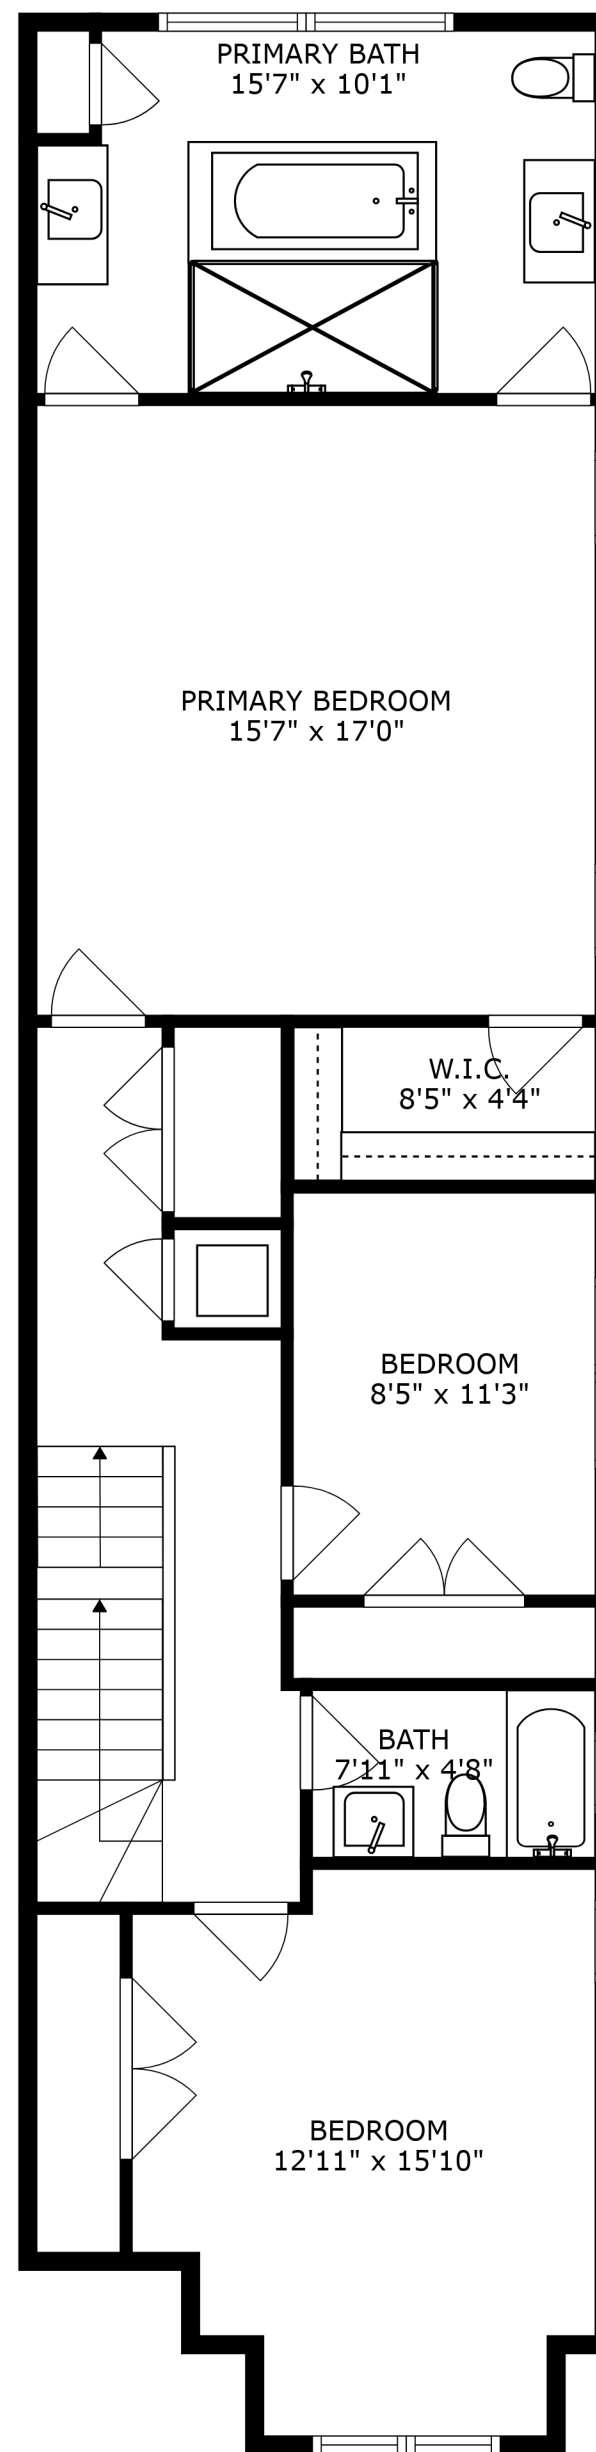 PRIMARY BATH
15'7" x 10'1"
PRIMARY BEDROOM
15'7" x 17'0"
W.I.C.
8'5" x 4'4"
BEDROOM
8'5" x 11'3"
BATH
7'11" x 4'8"
BEDROOM
12'11" x 15'10"